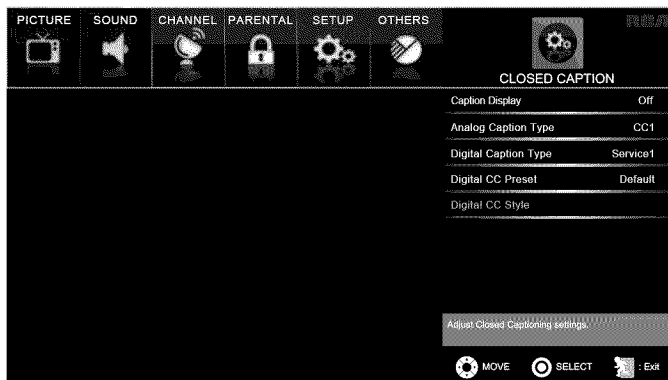 PICTURE SOUND CHANNEL PARENTAL SETUP OTHERS
RCA
CLOSED CAPTION
Caption Display Off
Analog Caption Type CC1
Digital Caption Type Service1
Digital CC Preset Default
Digital CC Style
Adjust Closed Captioning settings.
MOVE SELECT : Exit